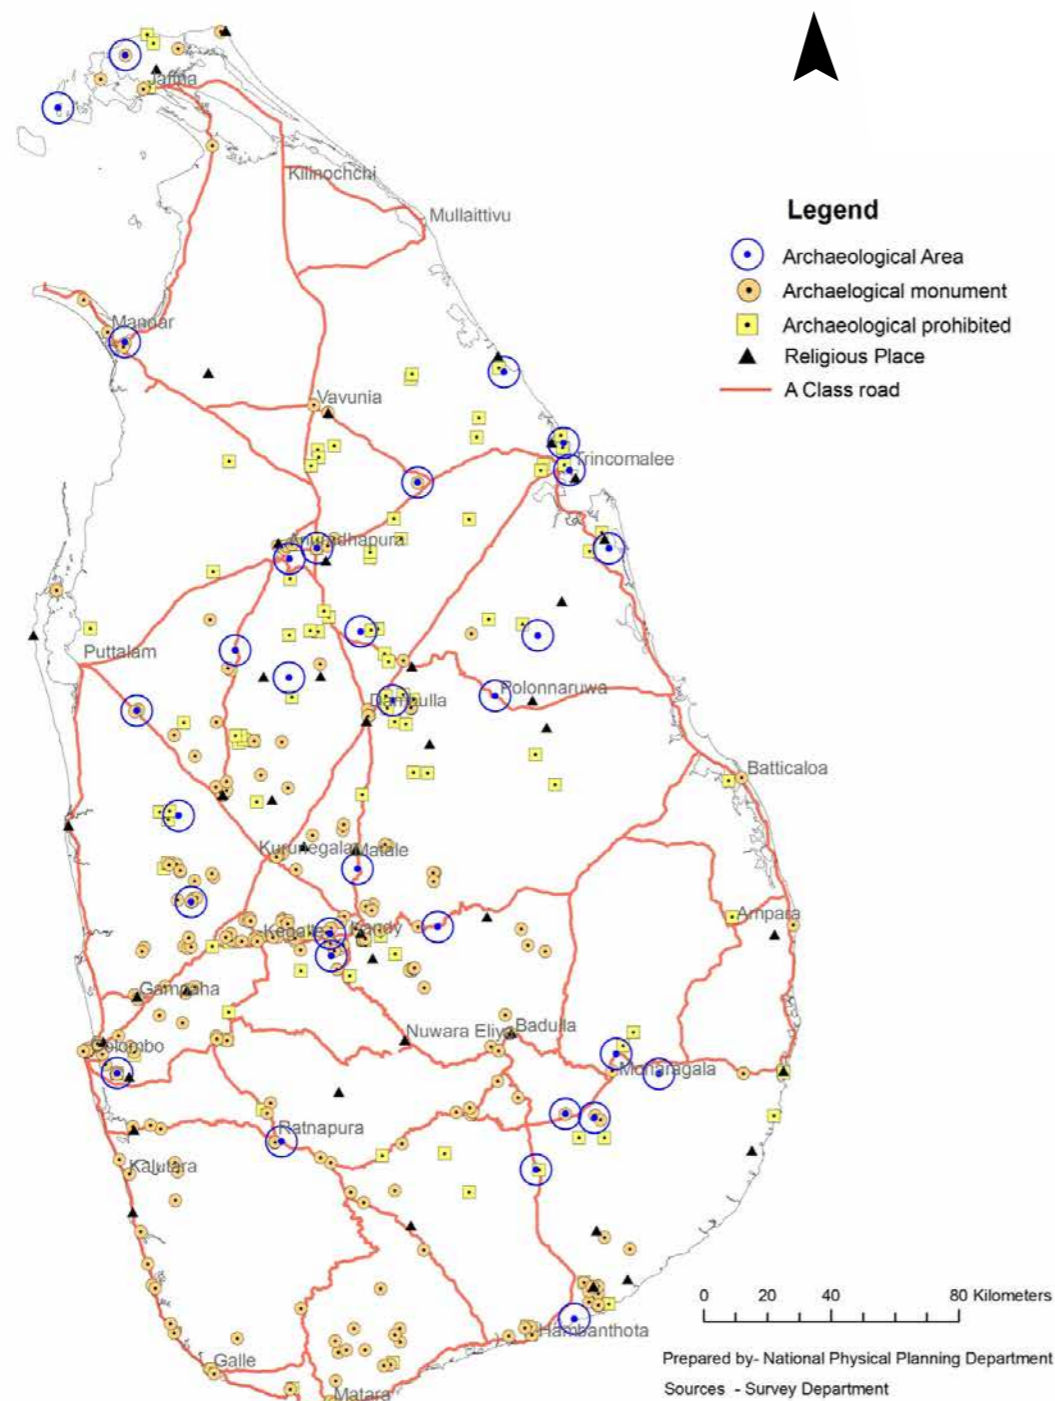 Jaffna
Kilinochchi
Mullaittivu
Legend
Archaeological Area
Archaelogical monument
Archaeological prohibited
Religious Place
A Class road
Mannar
Vavunia
Trincomalee
Anuradhapura
Puttalam
Polonnaruwa
Dambulla
Batticaloa
Kurunegala
Matale
Ampara
Kegalle
Kandy
Gampaha
Nuwara Eliya
Badulla
Colombo
Monaragala
Ratnapura
Kalutara
0 20 40 80 Kilometers
Hambanthota
Galle
Prepared by- National Physical Planning Department
Sources - Survey Department
Matara